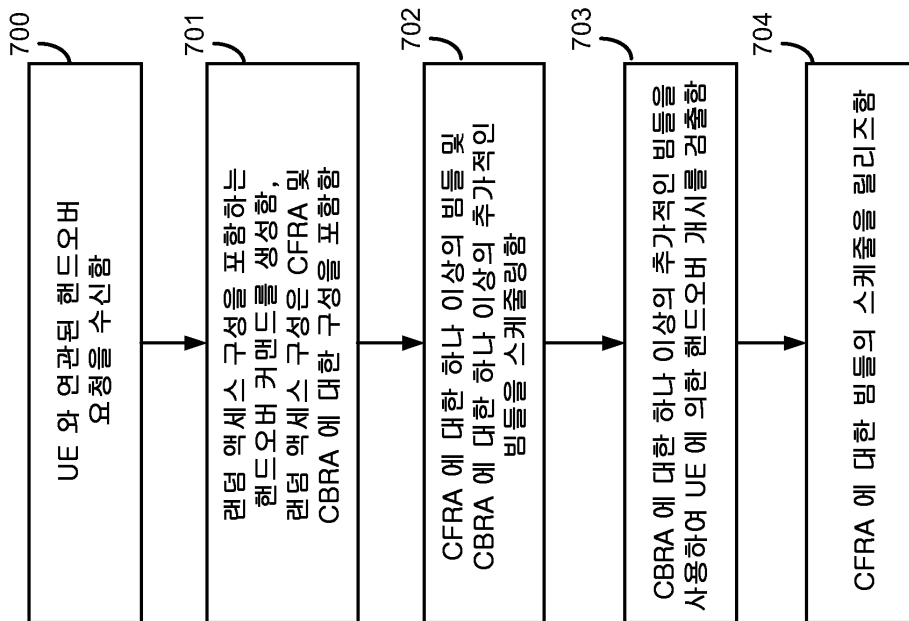 700
UE 와 연관된 핸드오버
요청을 수신함
701
랜덤 액세스 구성을 포함하는
핸드오버 커맨드를 생성함,
랜덤 액세스 구성은 CFRA 및
CBRA 에 대한 구성을 포함함
702
CFRA 에 대한 하나 이상의 빔들 및
CBRA 에 대한 하나 이상의 추가적인
빔들을 스케줄링함
703
CBRA 에 대한 하나 이상의 추가적인 빔들을
사용하여 UE 에 의한 핸드오버 개시를 검출함
704
CFRA 에 대한 빔들의 스케줄을 릴리즈함